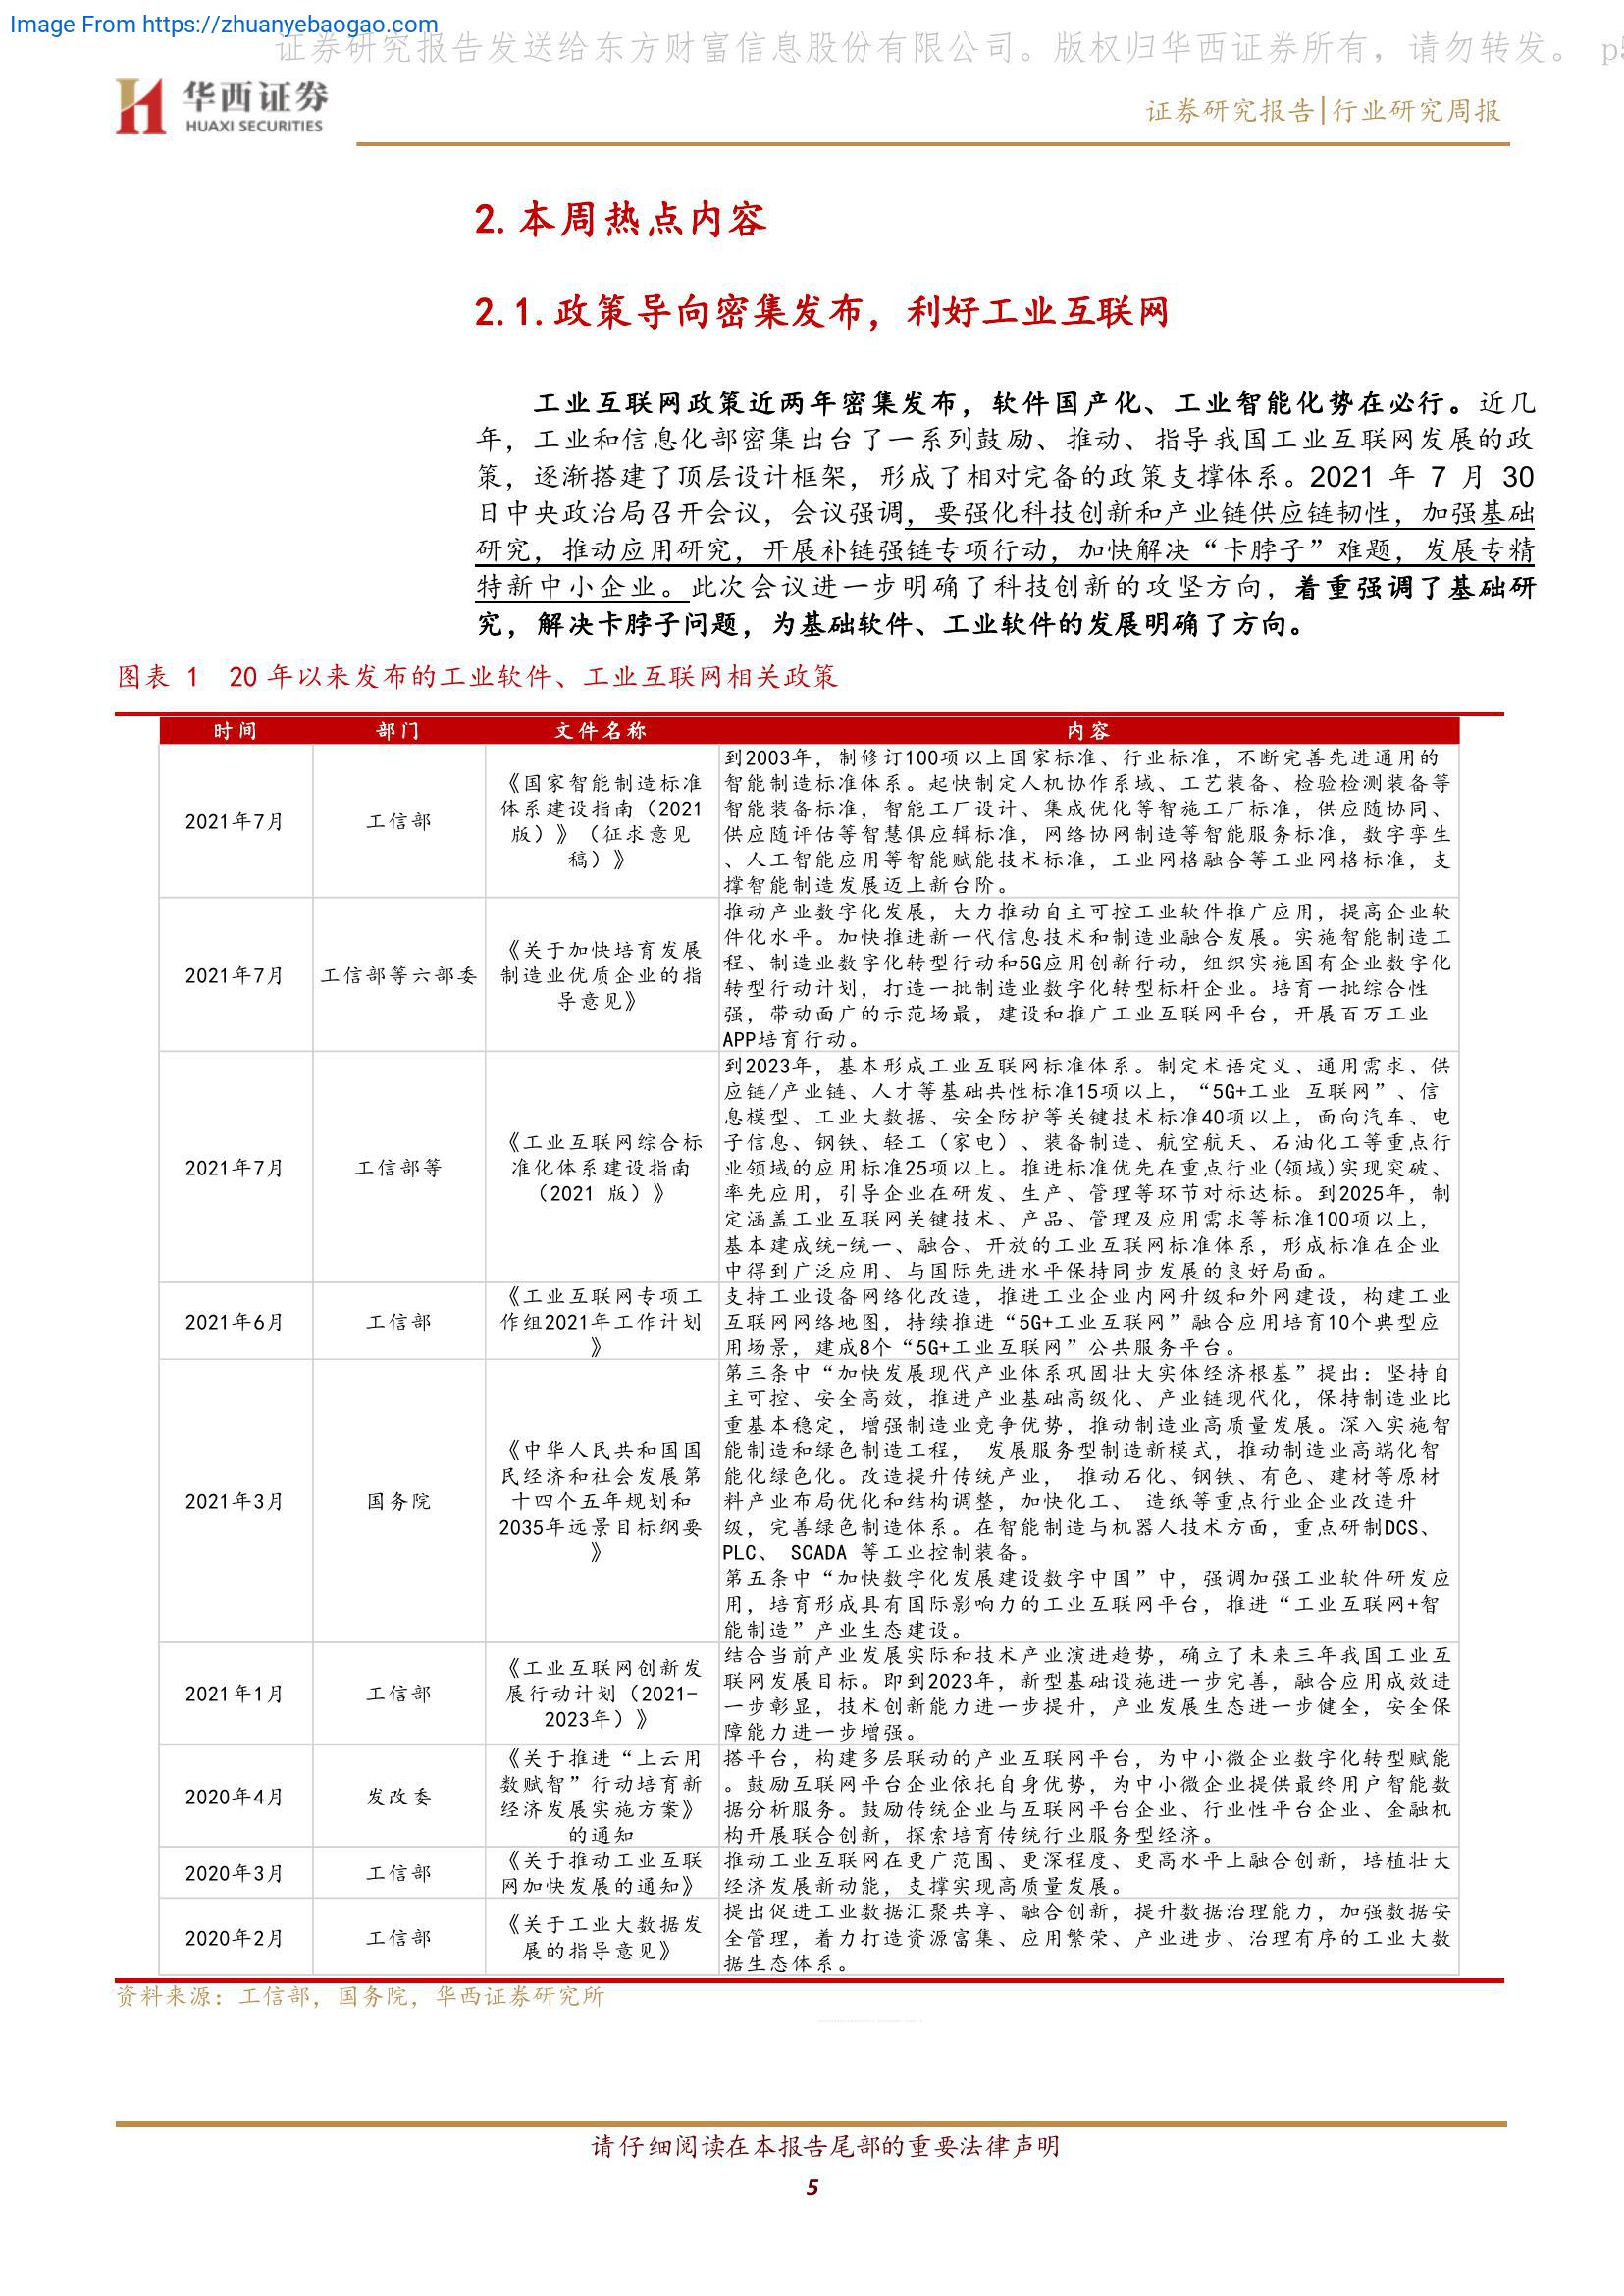 Image From https://zhuanyebaogao.com
证券研究报告发送给东方财富信息股份有限公司。版权归华西证券所有，请勿转发。 p5
华西证券
HUAXI SECURITIES
证券研究报告|行业研究周报
2.本周热点内容
2.1.政策导向密集发布，利好工业互联网
工业互联网政策近两年密集发布，软件国产化、工业智能化势在必行。近几
年，工业和信息化部密集出台了一系列鼓励、推动、指导我国工业互联网发展的政
策，逐渐搭建了顶层设计框架，形成了相对完备的政策支撑体系。2021 年 7 月 30
日中央政治局召开会议，会议强调，要强化科技创新和产业链供应链韧性，加强基础
研究，推动应用研究，开展补链强链专项行动，加快解决“卡脖子”难题，发展专精
特新中小企业。此次会议进一步明确了科技创新的攻坚方向，着重强调了基础研
究，解决卡脖子问题，为基础软件、工业软件的发展明确了方向。
图表 1 20 年以来发布的工业软件、工业互联网相关政策
时间 部门 文件名称 内容
2021年7月
工信部
《国家智能制造标准
体系建设指南（2021
版）》（征求意见
稿）》
到2003年，制修订100项以上国家标准、行业标准，不断完善先进通用的
智能制造标准体系。起快制定人机协作系域、工艺装备、检验检测装备等
智能装备标准，智能工厂设计、集成优化等智施工厂标准，供应随协同、
供应随评估等智慧俱应辑标准，网络协网制造等智能服务标准，数字孪生
、人工智能应用等智能赋能技术标准，工业网格融合等工业网格标准，支
撑智能制造发展迈上新台阶。
2021年7月
工信部等六部委
《关于加快培育发展
制造业优质企业的指
导意见》
推动产业数字化发展，大力推动自主可控工业软件推广应用，提高企业软
件化水平。加快推进新一代信息技术和制造业融合发展。实施智能制造工
程、制造业数字化转型行动和5G应用创新行动，组织实施国有企业数字化
转型行动计划，打造一批制造业数字化转型标杆企业。培育一批综合性
强，带动面广的示范场最，建设和推广工业互联网平台，开展百万工业
APP培育行动。
2021年7月
工信部等
《工业互联网综合标
准化体系建设指南
（2021 版）》
到2023年，基本形成工业互联网标准体系。制定术语定义、通用需求、供
应链/产业链、人才等基础共性标准15项以上，“5G+工业 互联网”、信
息模型、工业大数据、安全防护等关键技术标准40项以上，面向汽车、电
子信息、钢铁、轻工（家电）、装备制造、航空航天、石油化工等重点行
业领域的应用标准25项以上。推进标准优先在重点行业(领域)实现突破、
率先应用，引导企业在研发、生产、管理等环节对标达标。到2025年，制
定涵盖工业互联网关键技术、产品、管理及应用需求等标准100项以上，
基本建成统-统一、融合、开放的工业互联网标准体系，形成标准在企业
中得到广泛应用、与国际先进水平保持同步发展的良好局面。
2021年6月
工信部
《工业互联网专项工
作组2021年工作计划
》
支持工业设备网络化改造，推进工业企业内网升级和外网建设，构建工业
互联网网络地图，持续推进“5G+工业互联网”融合应用培育10个典型应
用场景，建成8个“5G+工业互联网”公共服务平台。
2021年3月
国务院
《中华人民共和国国
民经济和社会发展第
十四个五年规划和
2035年远景目标纲要
》
第三条中“加快发展现代产业体系巩固壮大实体经济根基”提出：坚持自
主可控、安全高效，推进产业基础高级化、产业链现代化，保持制造业比
重基本稳定，增强制造业竞争优势，推动制造业高质量发展。深入实施智
能制造和绿色制造工程， 发展服务型制造新模式，推动制造业高端化智
能化绿色化。改造提升传统产业， 推动石化、钢铁、有色、建材等原材
料产业布局优化和结构调整，加快化工、 造纸等重点行业企业改造升
级，完善绿色制造体系。在智能制造与机器人技术方面，重点研制DCS、
PLC、 SCADA 等工业控制装备。
第五条中“加快数字化发展建设数字中国”中，强调加强工业软件研发应
用，培育形成具有国际影响力的工业互联网平台，推进“工业互联网+智
能制造”产业生态建设。
2021年1月
工信部
《工业互联网创新发
展行动计划（2021-
2023年）》
结合当前产业发展实际和技术产业演进趋势，确立了未来三年我国工业互
联网发展目标。即到2023年，新型基础设施进一步完善，融合应用成效进
一步彰显，技术创新能力进一步提升，产业发展生态进一步健全，安全保
障能力进一步增强。
2020年4月
发改委
《关于推进“上云用
数赋智”行动培育新
经济发展实施方案》
的通知
搭平台，构建多层联动的产业互联网平台，为中小微企业数字化转型赋能
。鼓励互联网平台企业依托自身优势，为中小微企业提供最终用户智能数
据分析服务。鼓励传统企业与互联网平台企业、行业性平台企业、金融机
构开展联合创新，探索培育传统行业服务型经济。
2020年3月
工信部
《关于推动工业互联
网加快发展的通知》
推动工业互联网在更广范围、更深程度、更高水平上融合创新，培植壮大
经济发展新动能，支撑实现高质量发展。
2020年2月
工信部
《关于工业大数据发
展的指导意见》
提出促进工业数据汇聚共享、融合创新，提升数据治理能力，加强数据安
全管理，着力打造资源富集、应用繁荣、产业进步、治理有序的工业大数
据生态体系。
资料来源：工信部，国务院，华西证券研究所
请仔细阅读在本报告尾部的重要法律声明
5